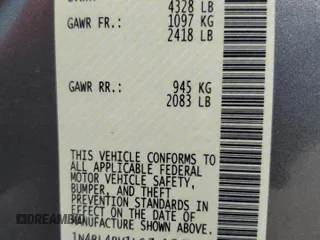 4328 LB
GAWR FR.: 1097 KG
2418 LB
GAWR RR.: 945 KG
2083 LB
THIS VEHICLE CONFORMS
TO ALL APPLICABLE FEDERAL
MOTOR VEHICLE SAFETY,
BUMPER, AND THEFT
PREVENTION STANDARDS IN
EFFECT ON THE DATE OF
MANUFACTURE SHOWN ABOVE